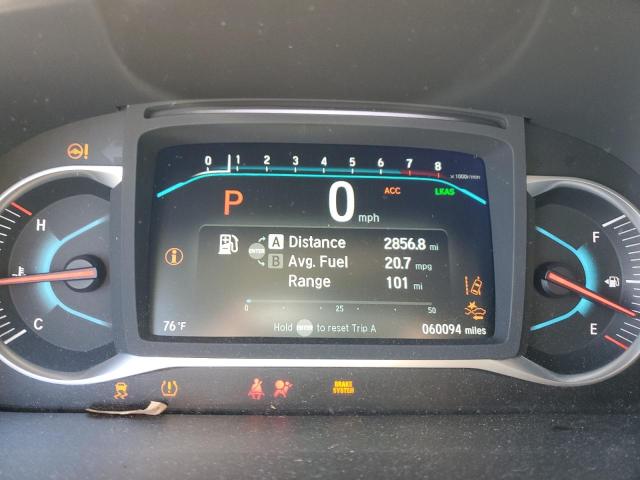 0 1 2 3 4 5 6 7 8
x 1000r/min
P 0 mph
ACC
LKAS
A Distance 2856.8 mi
ENTER
B Avg. Fuel 20.7 mpg
Range 101 mi
0 25 50
76°F
Hold ENTER to reset Trip A
060094 miles
H
C
F
E
BRAKE
SYSTEM